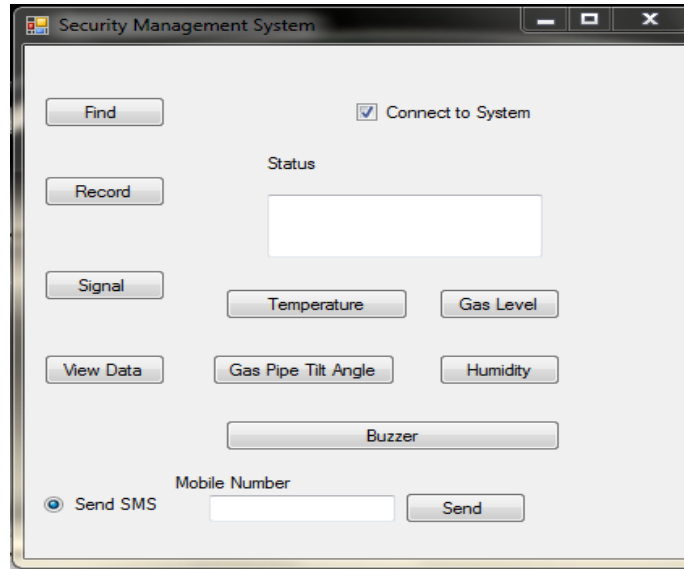 Security Management System
Find
Connect to System
Status
Record
Signal
Temperature
Gas Level
View Data
Gas Pipe Tilt Angle
Humidity
Buzzer
Mobile Number
Send SMS
Send